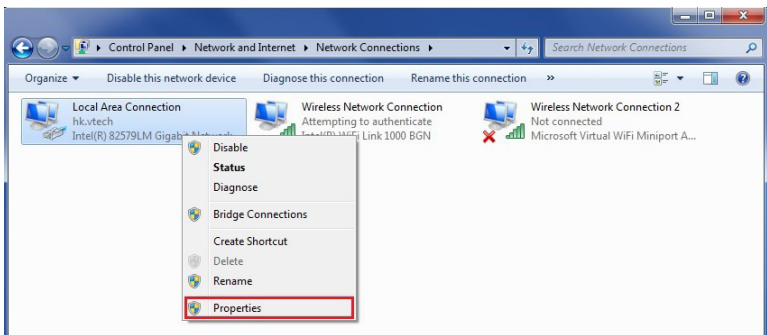 Control Panel ▸ Network and Internet ▸ Network Connections ▸
Search Network Connections
Organize ▾ Disable this network device Diagnose this connection Rename this connection »
Local Area Connection
hk.vtech
Intel(R) 82579LM Gigabit Network
Wireless Network Connection
Attempting to authenticate
Intel(R) WiFi Link 1000 BGN
Wireless Network Connection 2
Not connected
Microsoft Virtual WiFi Miniport A...
Disable
Status
Diagnose
Bridge Connections
Create Shortcut
Delete
Rename
Properties